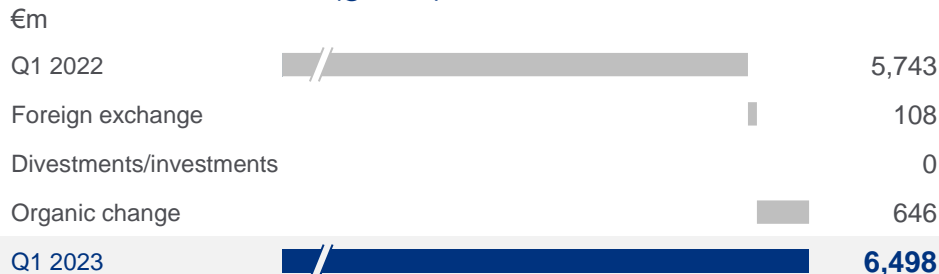 €m
Q1 2022 5,743
Foreign exchange 108
Divestments/investments 0
Organic change 646
Q1 2023 6,498